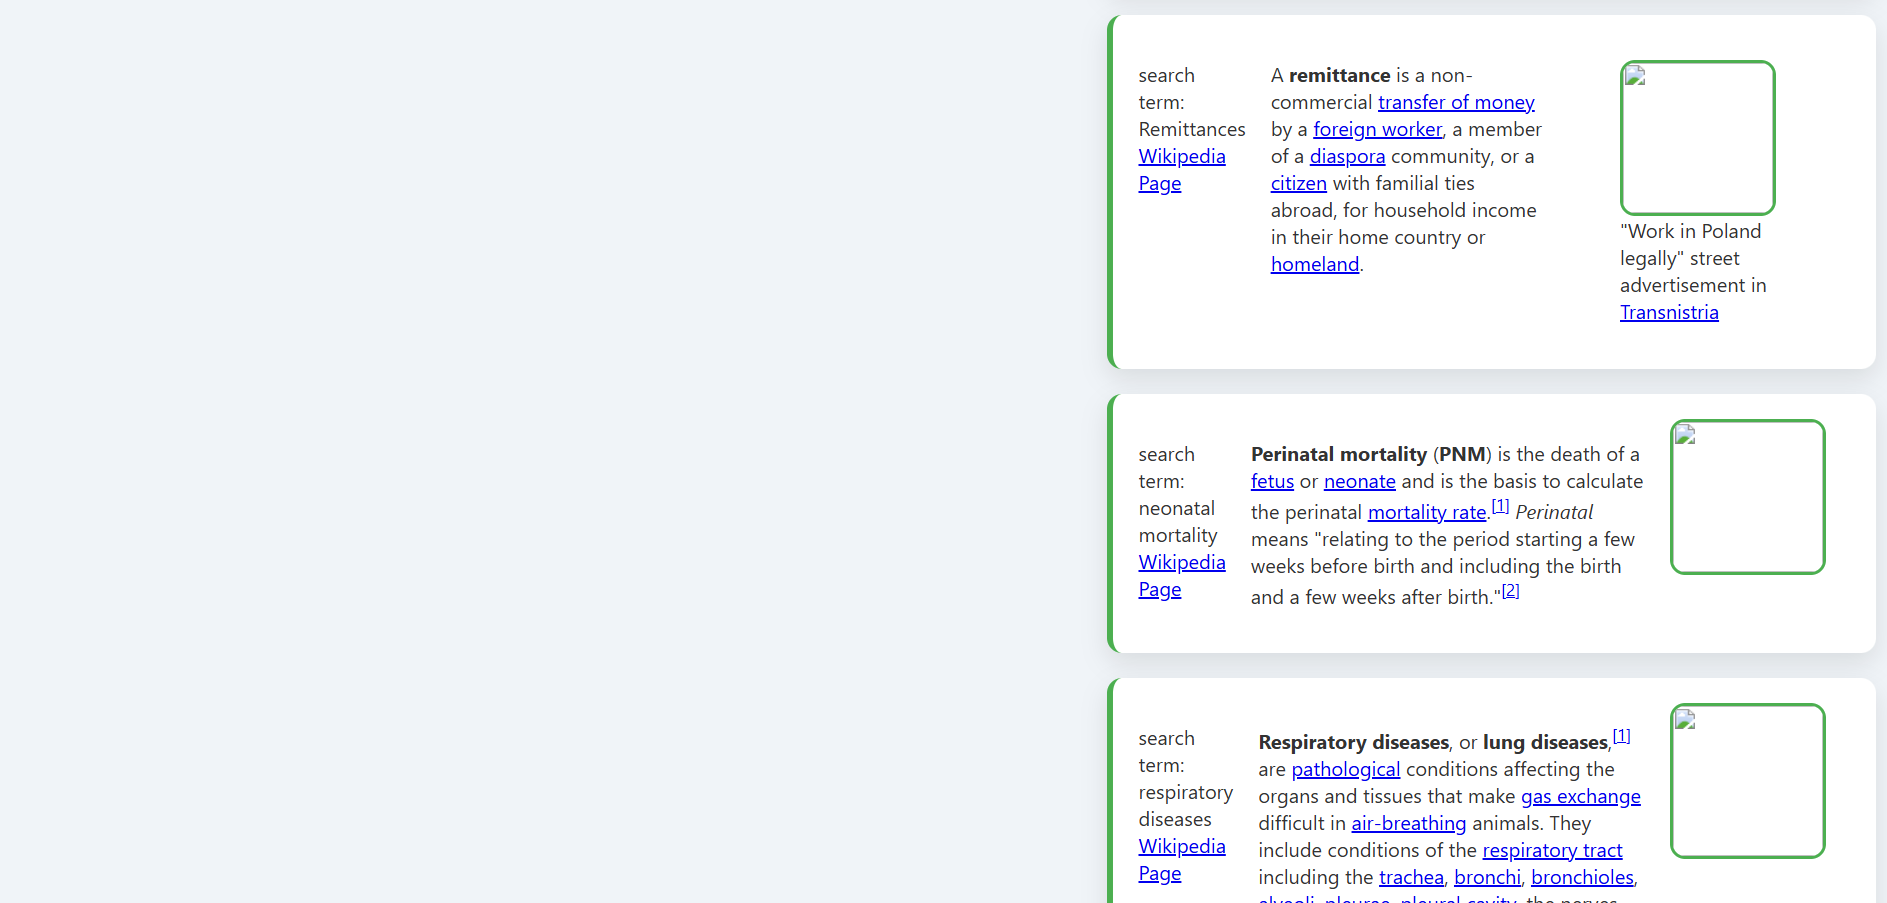 search
term:
Remittances
Wikipedia
Page
A remittance is a non-
commercial transfer of money
by a foreign worker, a member
of a diaspora community, or a
citizen with familial ties
abroad, for household income
in their home country or
homeland.
"Work in Poland
legally" street
advertisement in
Transnistria
search
term:
neonatal
mortality
Wikipedia
Page
Perinatal mortality (PNM) is the death of a
fetus or neonate and is the basis to calculate
the perinatal mortality rate.[1] Perinatal
means "relating to the period starting a few
weeks before birth and including the birth
and a few weeks after birth."[2]
search
term:
respiratory
diseases
Wikipedia
Page
Respiratory diseases, or lung diseases,[1]
are pathological conditions affecting the
organs and tissues that make gas exchange
difficult in air-breathing animals. They
include conditions of the respiratory tract
including the trachea, bronchi, bronchioles,
alveoli, pleurae, pleural cavity, the nerves